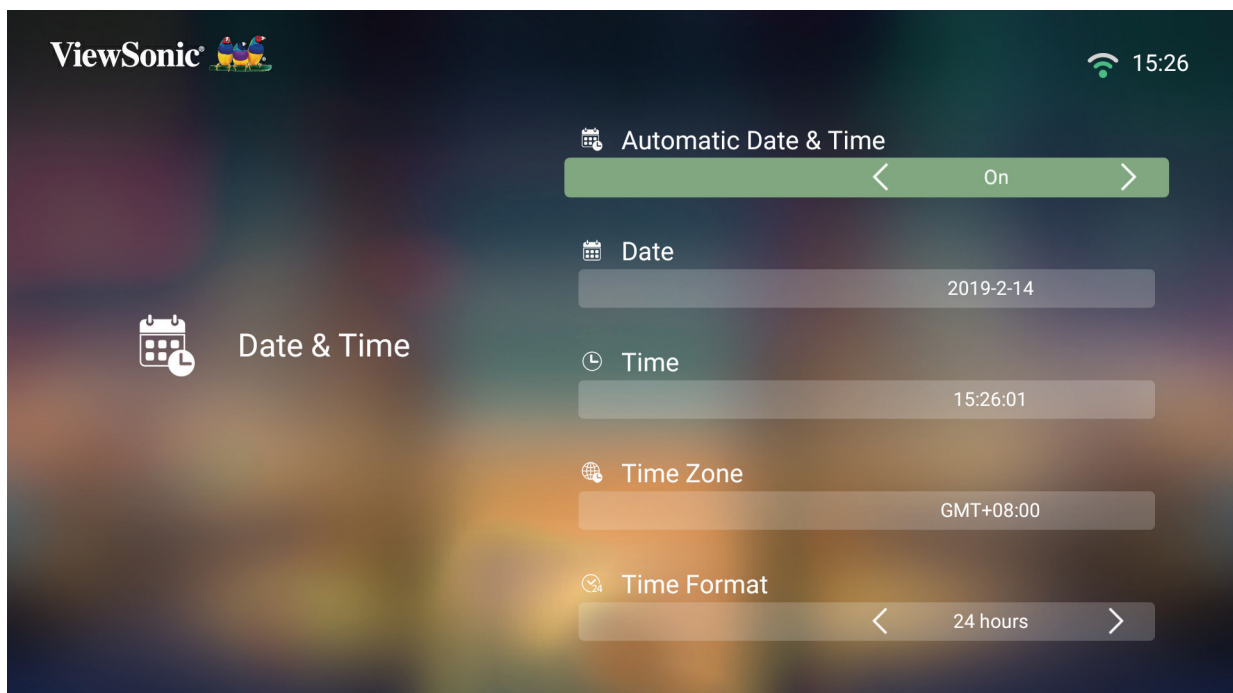 ViewSonic®
15:26
Automatic Date & Time
On
Date
2019-2-14
Date & Time
Time
15:26:01
Time Zone
GMT+08:00
24
Time Format
24 hours